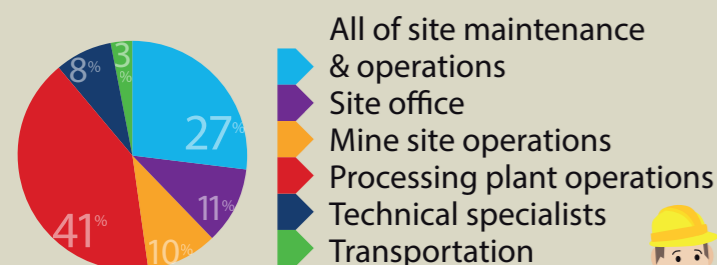 3%
8%
27%
11%
41%
10%
All of site maintenance
& operations
Site office
Mine site operations
Processing plant operations
Technical specialists
Transportation